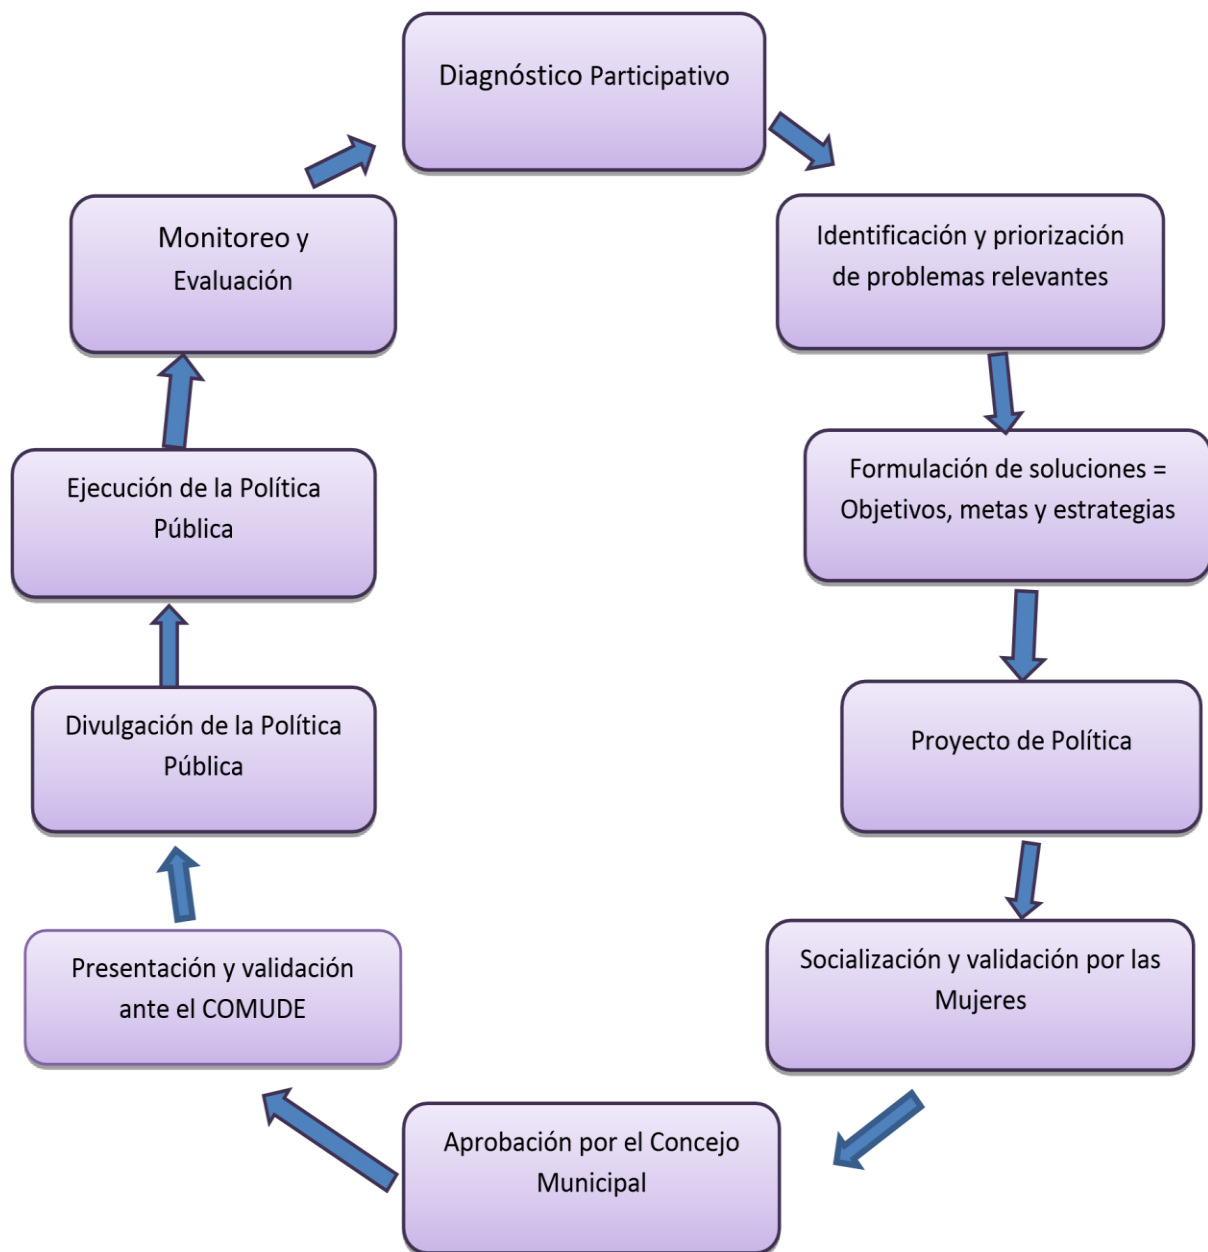 Diagnóstico Participativo
Identificación y priorización
de problemas relevantes
Formulación de soluciones =
Objetivos, metas y estrategias
Proyecto de Política
Socialización y validación por las
Mujeres
Aprobación por el Concejo
Municipal
Presentación y validación
ante el COMUDE
Divulgación de la Política
Pública
Ejecución de la Política
Pública
Monitoreo y
Evaluación